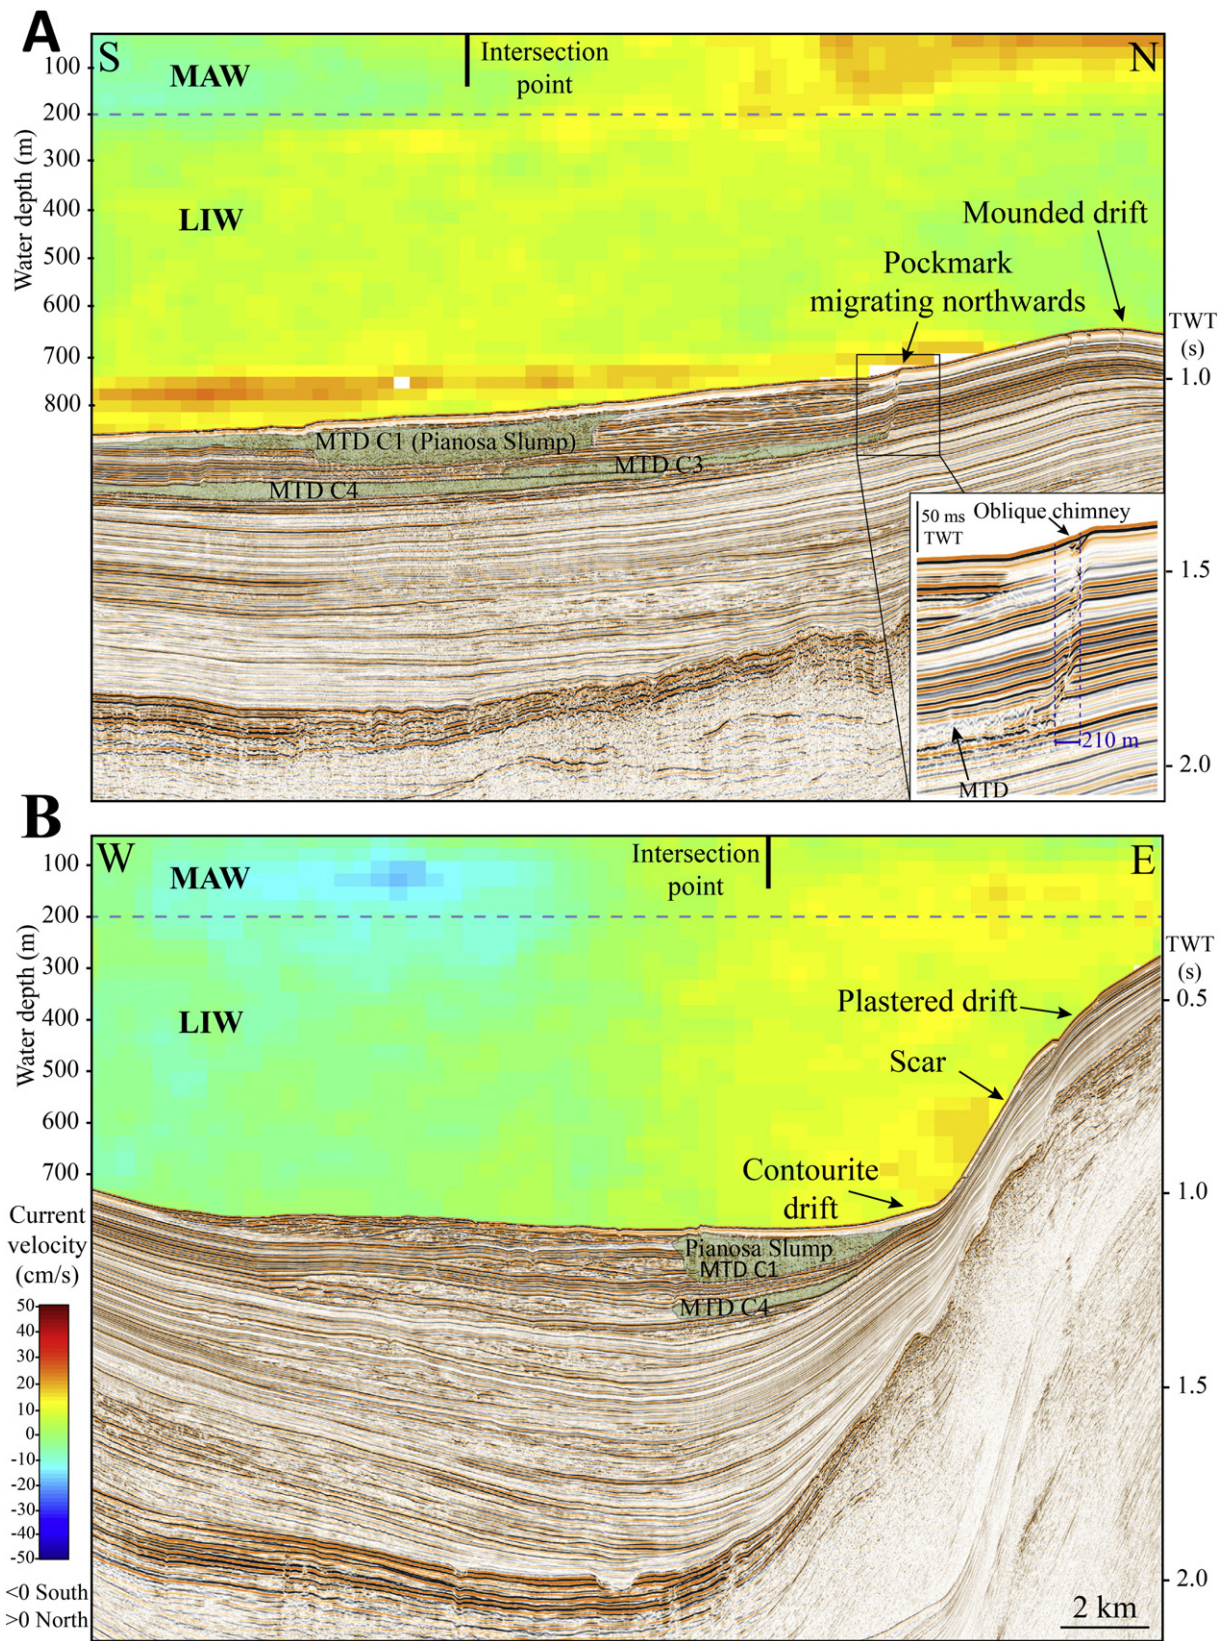 A
S
N
Intersection
point
MAW
LIW
Water depth (m)
100
200
300
400
500
600
700
800
Mounded drift
Pockmark
migrating northwards
TWT
(s)
1.0
1.5
2.0
MTD C1 (Pianosa Slump)
MTD C3
MTD C4
50 ms
TWT
Oblique chimney
210 m
MTD
B
W
E
Intersection
point
MAW
LIW
Water depth (m)
100
200
300
400
500
600
700
TWT
(s)
0.5
1.0
1.5
2.0
Plastered drift
Scar
Contourite
drift
Pianosa Slump
MTD C1
MTD C4
Current
velocity
(cm/s)
50
40
30
20
10
0
-10
-20
-30
-40
-50
<0 South
>0 North
2 km